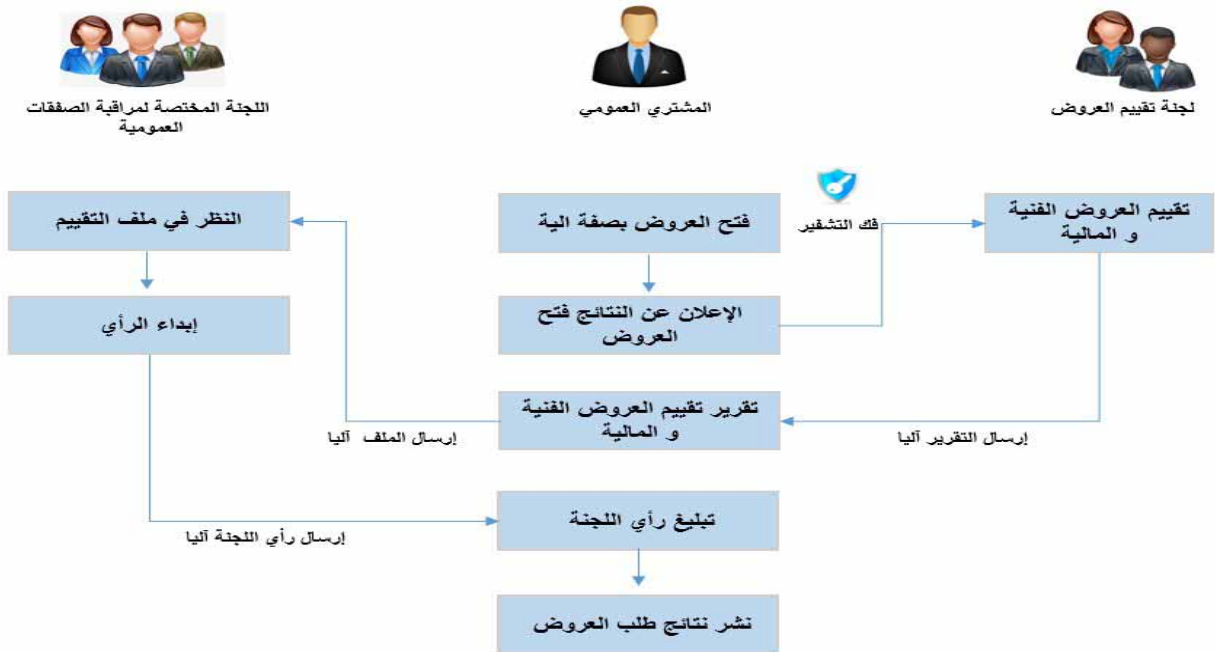 لجنة تقييم العروض
المشتري العمومي
اللجنة المختصة لمراقبة الصفقات
العمومية
تقييم العروض الفنية
و المالية
فك التشفير
فتح العروض بصفة الية
النظر في ملف التقييم
الإعلان عن النتائج فتح
العروض
إبداء الرأي
إرسال التقرير آليا
تقرير تقييم العروض الفنية
و المالية
إرسال الملف آليا
تبليغ رأي اللجنة
إرسال رأي اللجنة آليا
نشر نتائج طلب العروض